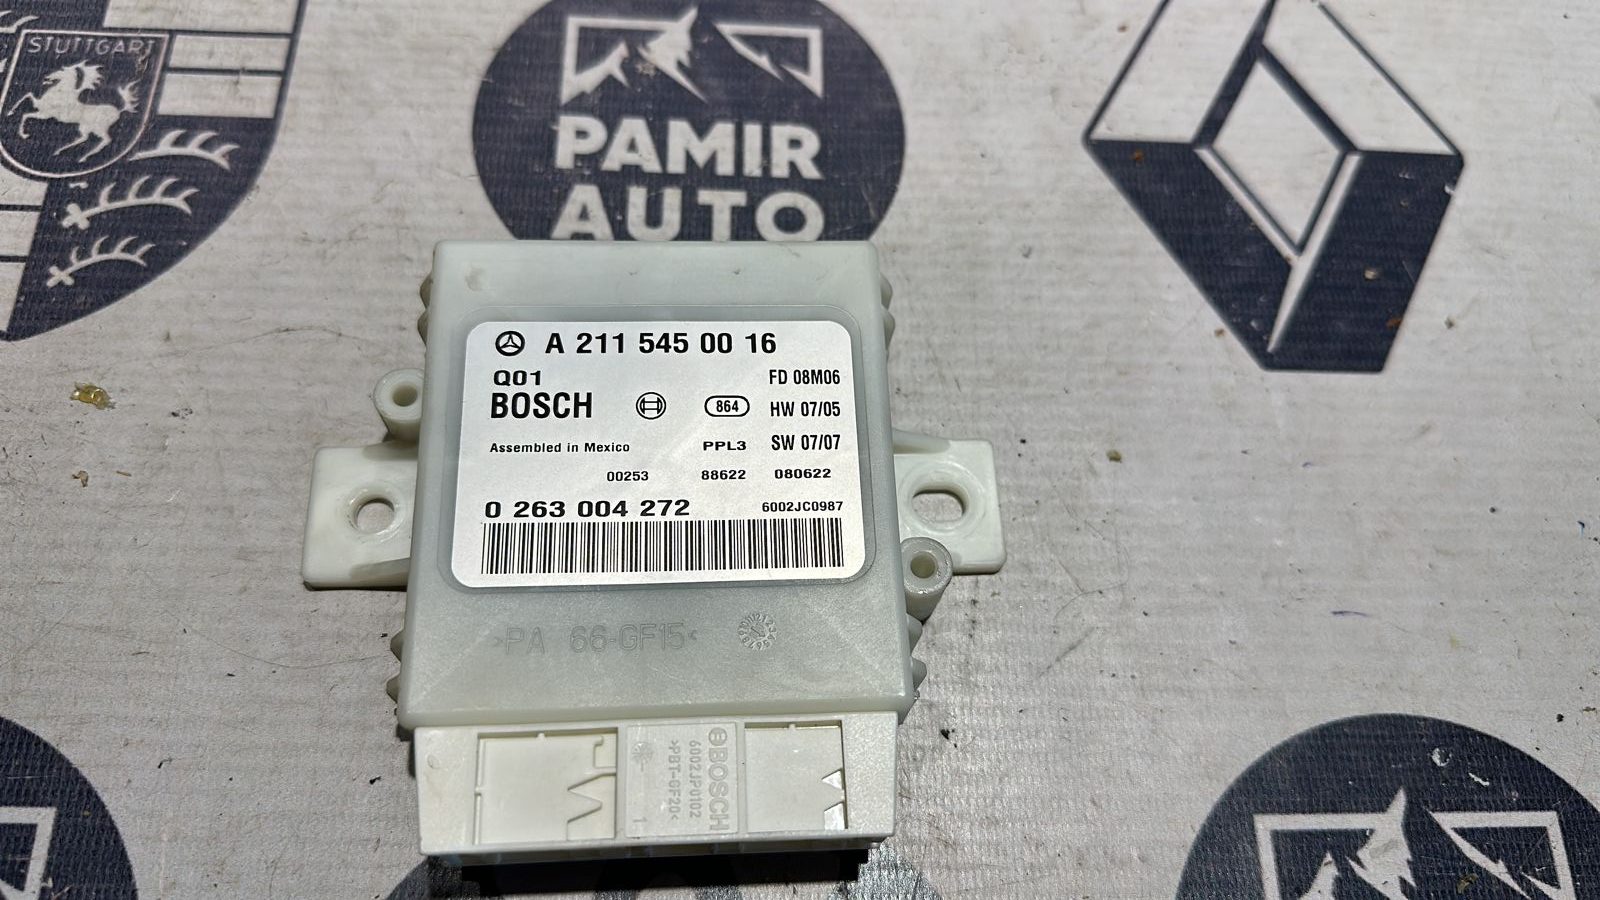 STUTTGART
PAMIR
AUTO
A 211 545 00 16
Q01
FD 08M06
BOSCH
864
HW 07/05
Assembled in Mexico
PPL3
SW 07/07
00253
88622
080622
0 263 004 272
6002JC0987
>PA 66-GF15<
BOSCH
6002JP0102
>PBT-GF20<
1